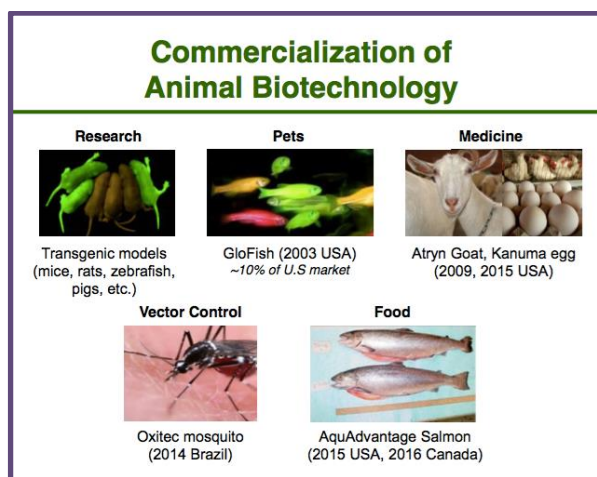 Commercialization of
Animal Biotechnology
Research
Transgenic models
(mice, rats, zebrafish,
pigs, etc.)
Pets
GloFish (2003 USA)
~10% of U.S market
Medicine
Atryn Goat, Kanuma egg
(2009, 2015 USA)
Vector Control
Oxitec mosquito
(2014 Brazil)
Food
AquAdvantage Salmon
(2015 USA, 2016 Canada)